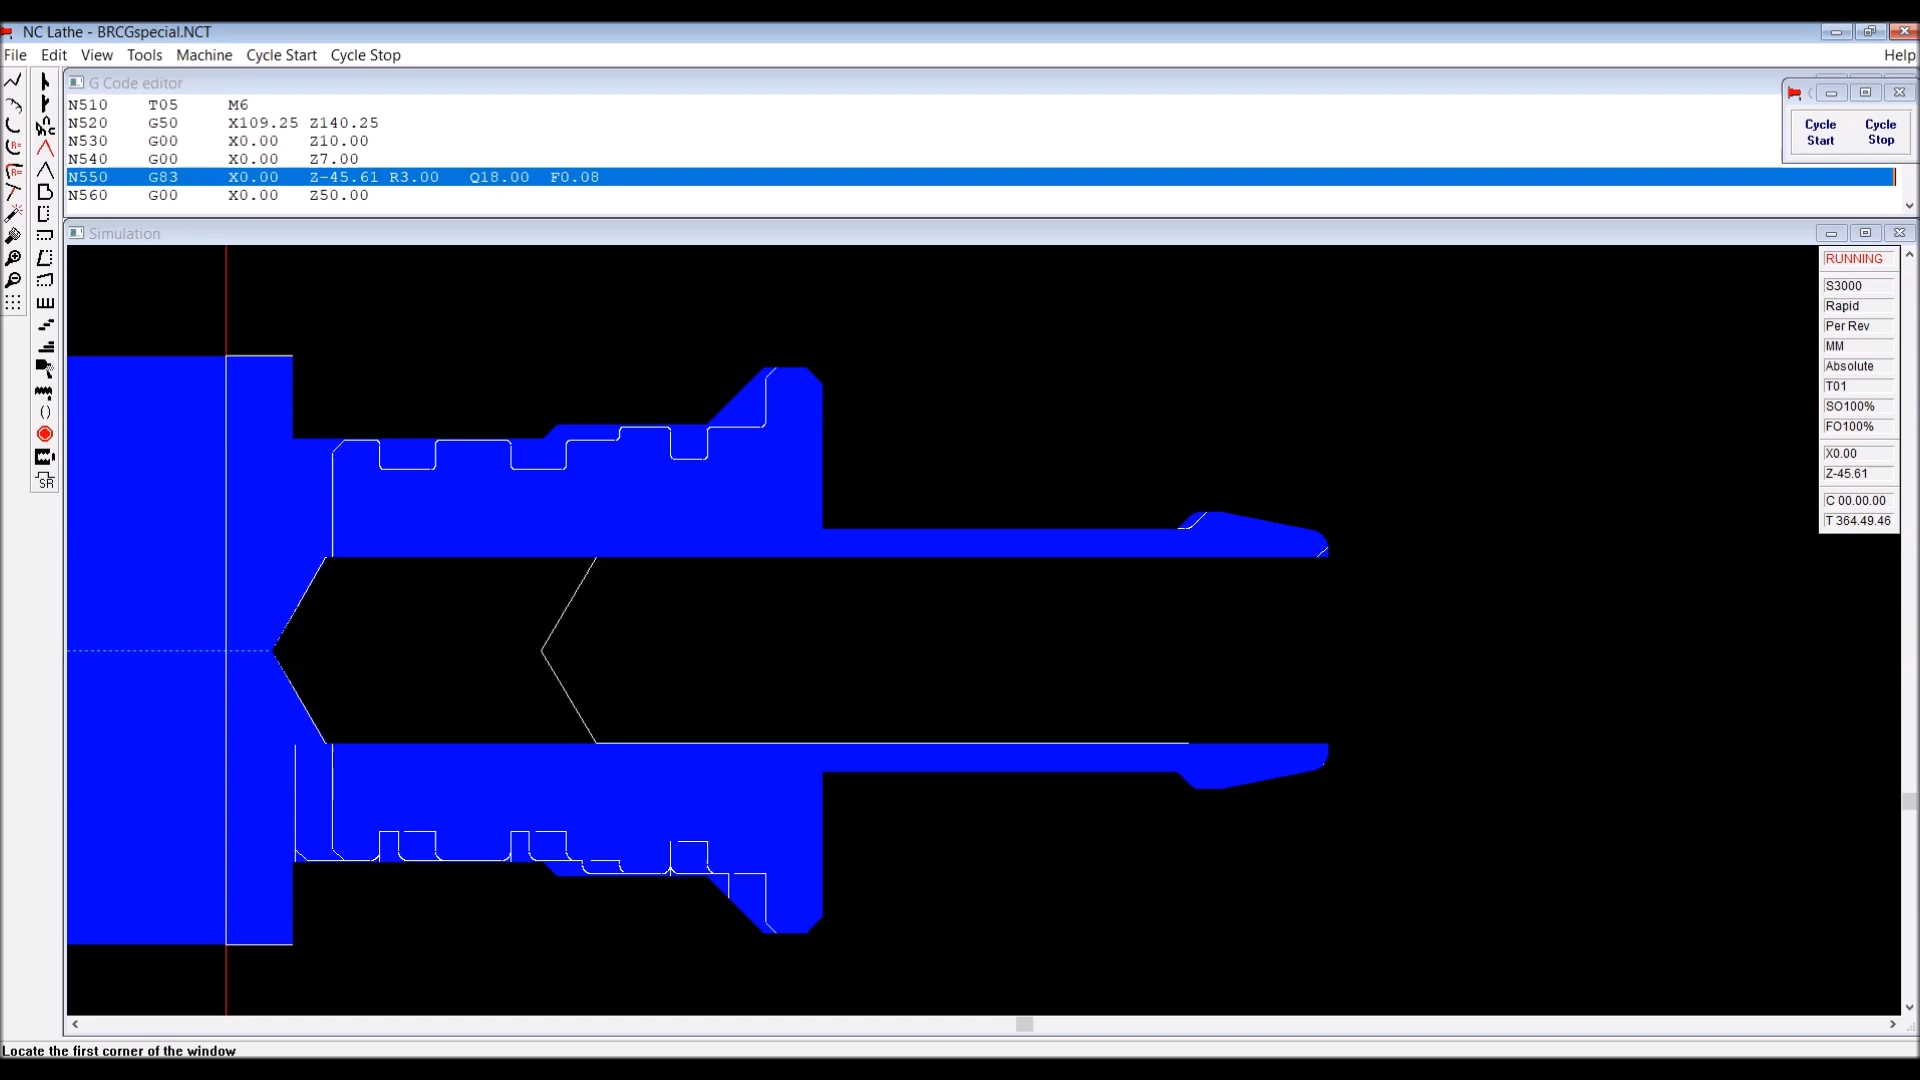 NC Lathe - BRCGspecial.NCT
File Edit View Tools Machine Cycle Start Cycle Stop Help
G Code editor
N510 T05 M6
N520 G50 X109.25 Z140.25
N530 G00 X0.00 Z10.00
N540 G00 X0.00 Z7.00
N550 G83 X0.00 Z-45.61 R3.00 Q18.00 F0.08
N560 G00 X0.00 Z50.00
Cycle Start
Cycle Stop
Simulation
RUNNING
S3000
Rapid
Per Rev
MM
Absolute
T01
SO100%
FO100%
X0.00
Z-45.61
C 00.00.00
T 364.49.46
R=
R=
( )
SR
Locate the first corner of the window